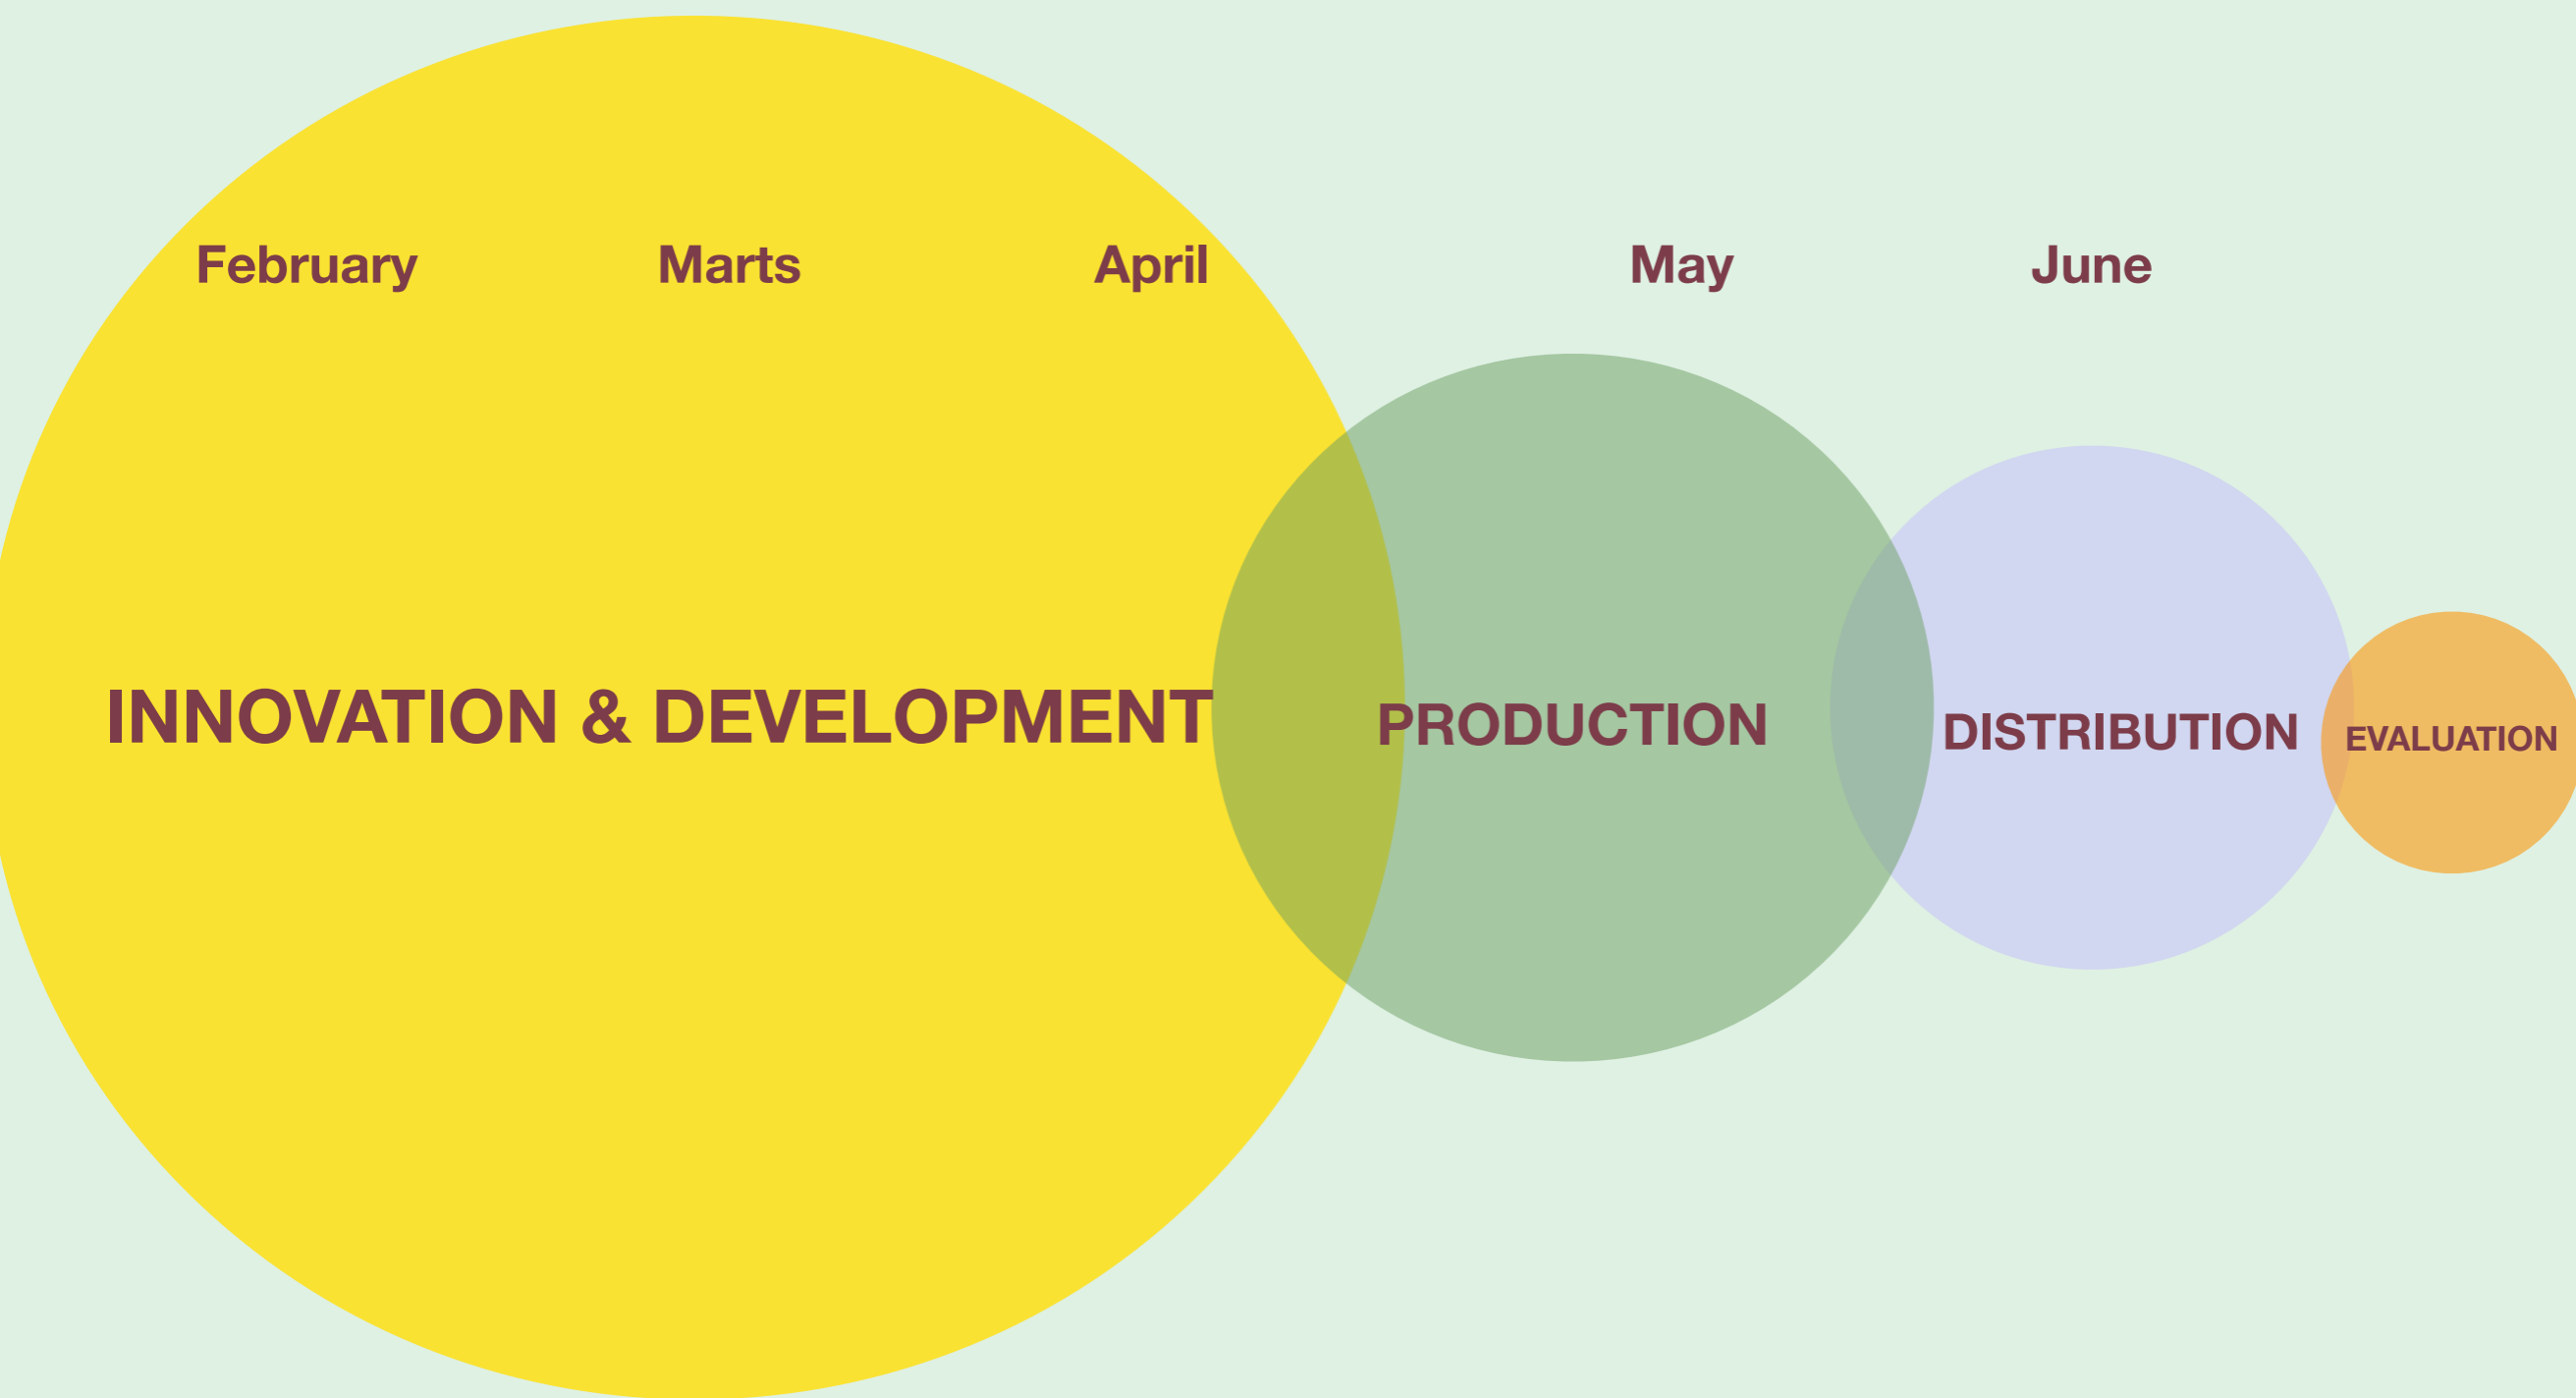 February
Marts
April
May
June
INNOVATION & DEVELOPMENT
PRODUCTION
DISTRIBUTION
EVALUATION